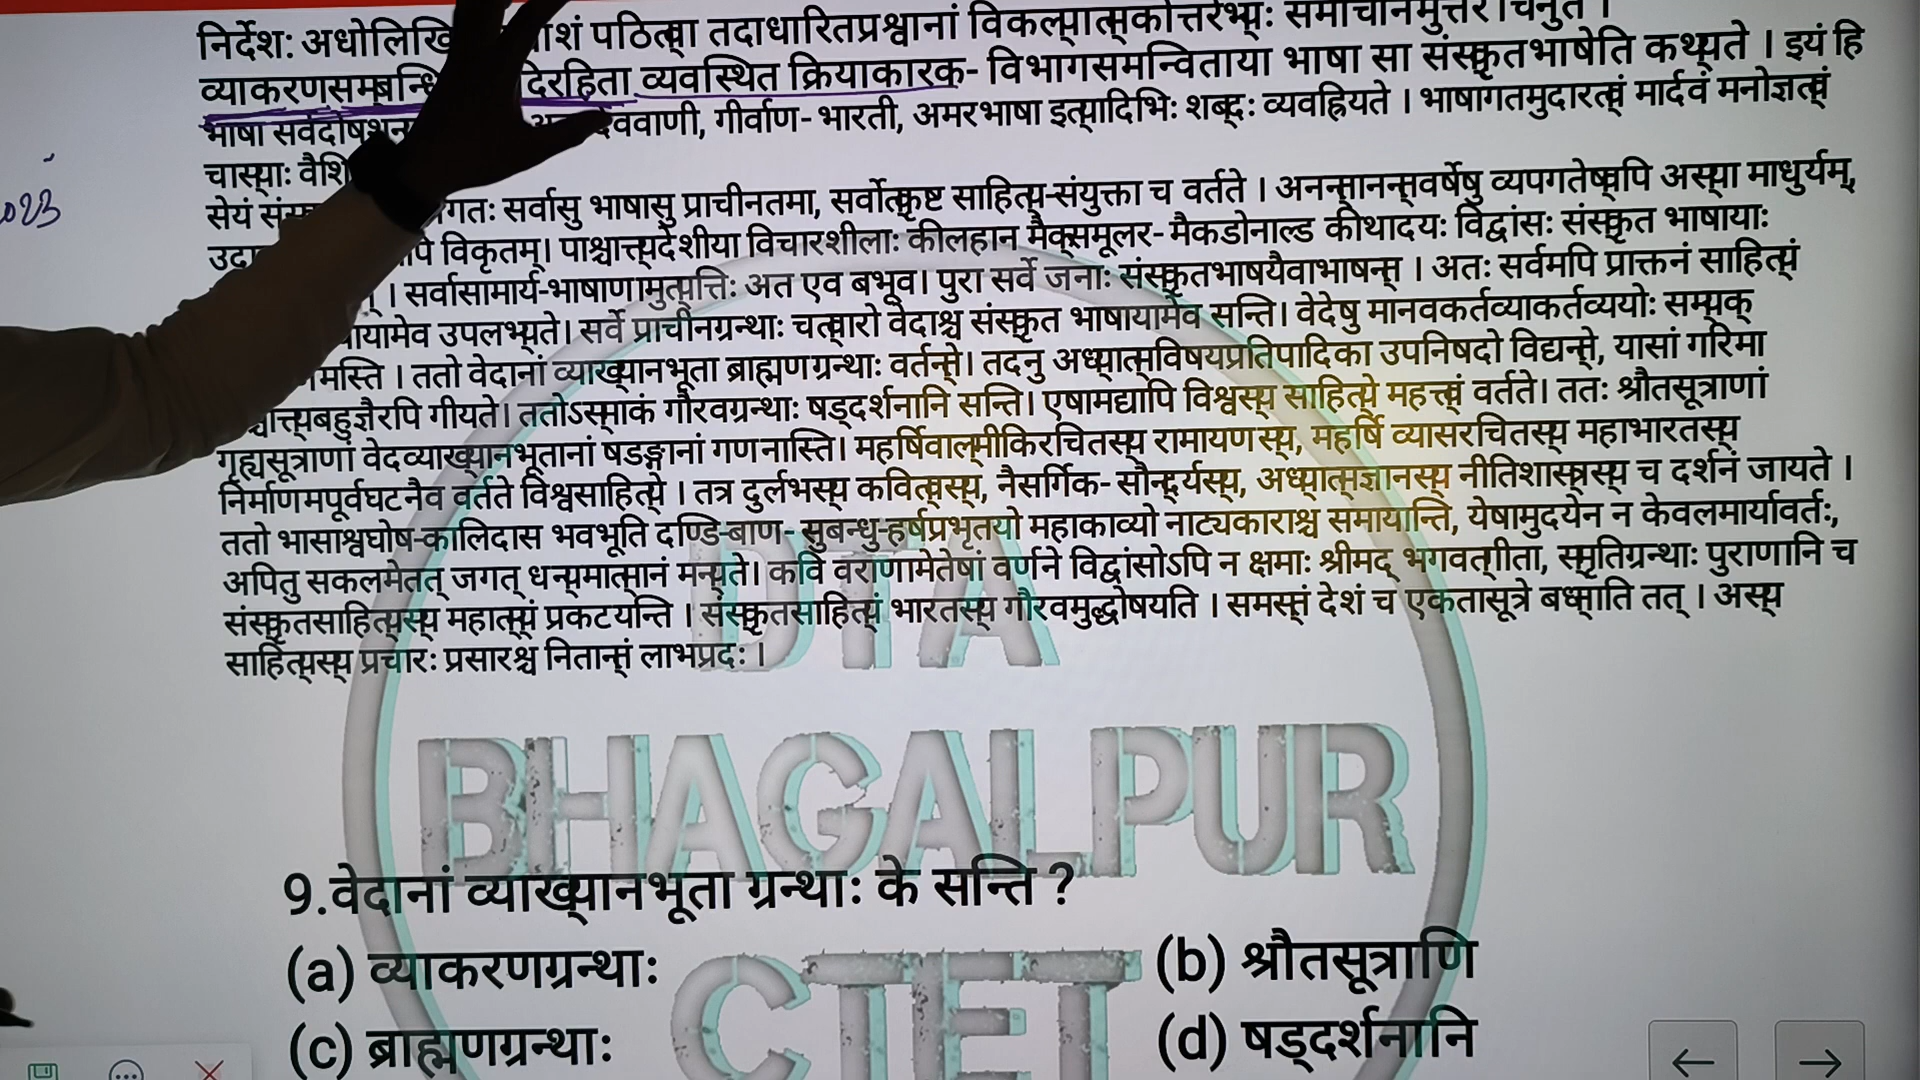 निर्देश: अधोलिखि ाशं पठित्वा तदाधारितप्रश्नानां विकल्पात्मकोत्तरेभ्यः समीचीनमुत्तरं चिनुत ।
व्याकरणसम्बन्धि दिरहिता व्यवस्थित क्रियाकारक- विभागसमन्विताया भाषा सा संस्कृतभाषेति कथ्यते । इयं हि
भाषा सर्वदोषशून देववाणी, गीर्वाण- भारती, अमरभाषा इत्यादिभिः शब्दः व्यवह्रियते । भाषागतमुदारत्वं मार्दवं मनोज्ञत्वं
चास्याः वैशि
सेयं संस्कृ गतः सर्वासु भाषासु प्राचीनतमा, सर्वोत्कृष्ट साहित्य-संयुक्ता च वर्तते । अनन्तानन्तवर्षेषु व्यपगतेष्वपि अस्या माधुर्यम्,
उदा पि विकृतम्। पाश्चात्त्यदेशीया विचारशीलाः कीलहान मैक्समूलर- मैकडोनाल्ड कीथादयः विद्वांसः संस्कृत भाषायाः
् । सर्वासामार्य-भाषाणामुत्पत्तिः अत एव बभूव। पुरा सर्वे जनाः संस्कृतभाषयैवाभाषन्त । अतः सर्वमपि प्राक्तनं साहित्यं
ायामेव उपलभ्यते। सर्वे प्राचीनग्रन्थाः चत्वारो वेदाश्च संस्कृत भाषायामेव सन्ति। वेदेषु मानवकर्तव्याकर्तव्ययोः सम्यक्
मस्ति । ततो वेदानां व्याख्यानभूता ब्राह्मणग्रन्थाः वर्तन्ते। तदनु अध्यात्मविषयप्रतिपादिका उपनिषदो विद्यन्ते, यासां गरिमा
श्चात्त्यबहुज्ञैरपि गीयते। ततोऽस्माकं गौरवग्रन्थाः षड्दर्शनानि सन्ति। एषामद्यापि विश्वस्य साहित्ये महत्त्वं वर्तते। ततः श्रौतसूत्राणां
गृह्यसूत्राणां वेदव्याख्यानभूतानां षडङ्गानां गणनास्ति। महर्षिवाल्मीकिरचितस्य रामायणस्य, महर्षि व्यासरचितस्य महाभारतस्य
निर्माणमपूर्वघटनैव वर्तते विश्वसाहित्ये । तत्र दुर्लभस्य कवित्वस्य, नैसर्गिक- सौन्दर्यस्य, अध्यात्मज्ञानस्य नीतिशास्त्रस्य च दर्शनं जायते ।
ततो भासाश्वघोष-कालिदास भवभूति दण्डि-बाण- सुबन्धु-हर्षप्रभृतयो महाकाव्यो नाट्यकाराश्च समायान्ति, येषामुदयेन न केवलमार्यावर्तः,
अपितु सकलमेतत् जगत् धन्यमात्मानं मन्यते। कवि वराणामेतेषां वर्णने विद्वांसोऽपि न क्षमाः श्रीमद् भगवत्गीता, स्मृतिग्रन्थाः पुराणानि च
संस्कृतसाहित्यस्य महात्म्यं प्रकटयन्ति । संस्कृतसाहित्यं भारतस्य गौरवमुद्धोषयति । समस्तं देशं च एकतासूत्रे बध्नाति तत् । अस्य
साहित्यस्य प्रचारः प्रसारश्च नितान्तं लाभप्रदः ।
DTA
BHAGALPUR
9.वेदानां व्याख्यानभूता ग्रन्थाः के सन्ति ?
(a) व्याकरणग्रन्थाः
(b) श्रौतसूत्राणि
CTET
(c) ब्राह्मणग्रन्थाः
(d) षड्दर्शनानि